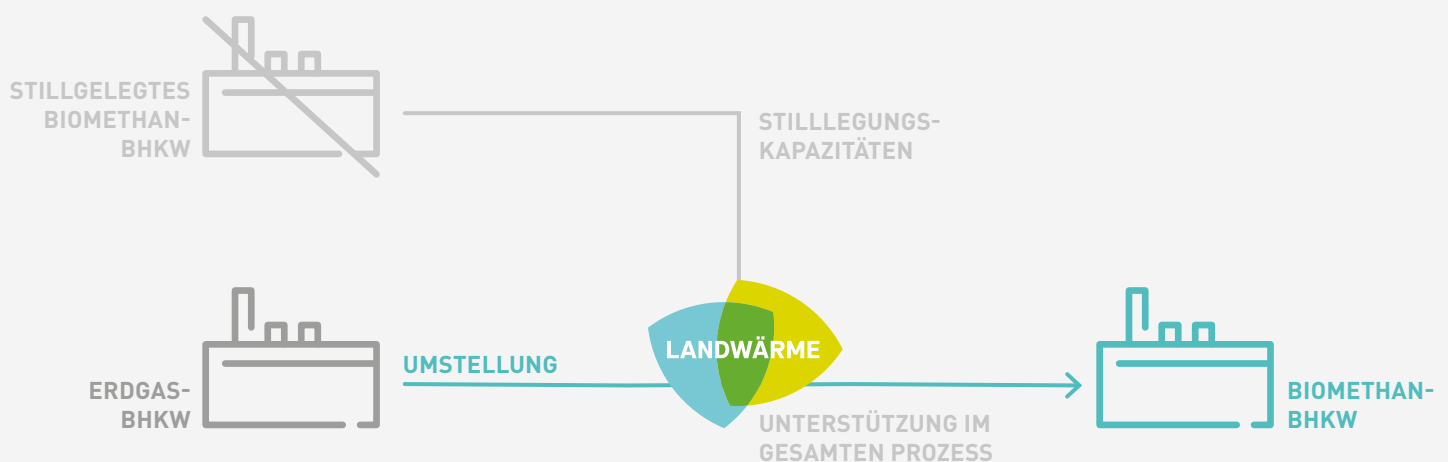 STILLGELEGTES
BIOMETHAN-
BHKW
STILLLEGUNGS-
KAPAZITÄTEN
ERDGAS-
BHKW
UMSTELLUNG
LANDWÄRME
UNTERSTÜTZUNG IM
GESAMTEN PROZESS
BIOMETHAN-
BHKW